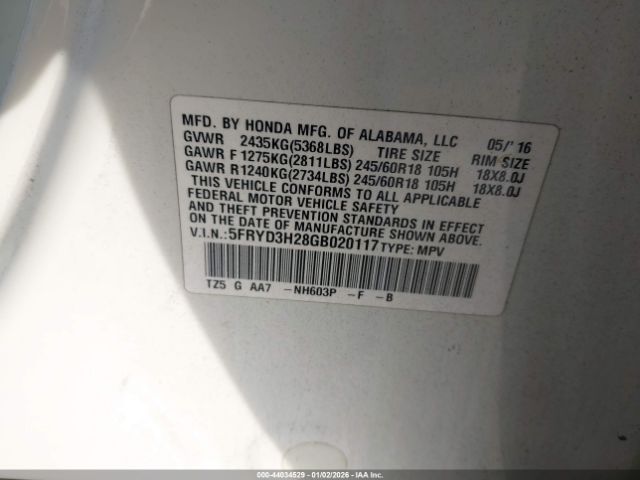 MFD. BY HONDA MFG. OF ALABAMA, LLC 05/'16
GVWR 2435KG(5368LBS) TIRE SIZE RIM SIZE
GAWR F 1275KG(2811LBS) 245/60R18 105H 18X8.0J
GAWR R1240KG(2734LBS) 245/60R18 105H 18X8.0J
THIS VEHICLE CONFORMS TO ALL APPLICABLE
FEDERAL MOTOR VEHICLE SAFETY
AND THEFT PREVENTION STANDARDS IN EFFECT
ON THE DATE OF MANUFACTURE SHOWN ABOVE.
V.I.N.:5FRYD3H28GB020117 TYPE: MPV
TZ5 G AA7 -NH603P -F -B
000-44034529 - 01/02/2026 - IAA Inc.